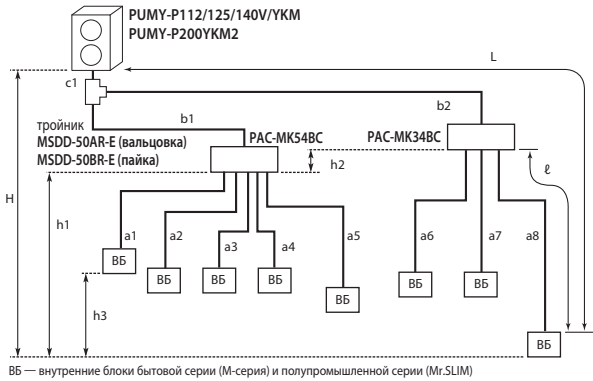 PUMY-P112/125/140V/YKM
PUMY-P200YKM2
L
c1
b1
b2
тройник
MSDD-50AR-E (вальцовка)
MSDD-50BR-E (пайка)
PAC-MK54BC
PAC-MK34BC
h2
ℓ
H
h1
a1
a2
a3
a4
a5
a6
a7
a8
ВБ
ВБ
ВБ
ВБ
ВБ
ВБ
ВБ
ВБ
h3
ВБ — внутренние блоки бытовой серии (М-серия) и полупромышленной серии (Mr.SLIM)